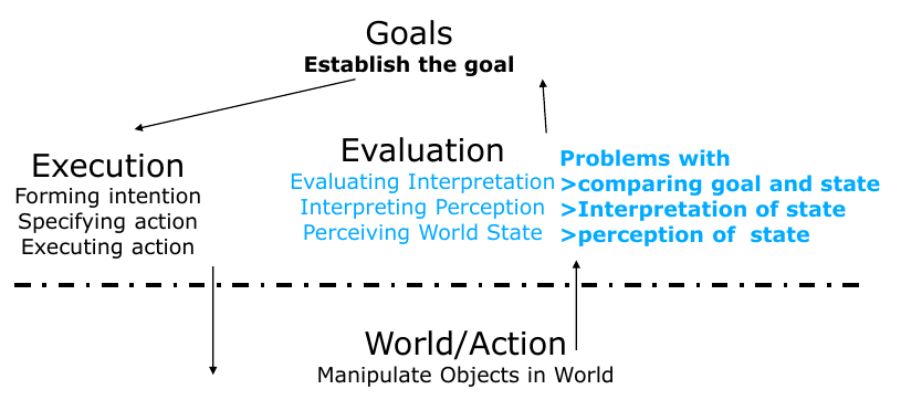 Goals
Establish the goal
Execution
Forming intention
Specifying action
Executing action
Evaluation
Evaluating Interpretation
Interpreting Perception
Perceiving World State
Problems with
>comparing goal and state
>Interpretation of state
>perception of  state
World/Action
Manipulate Objects in World